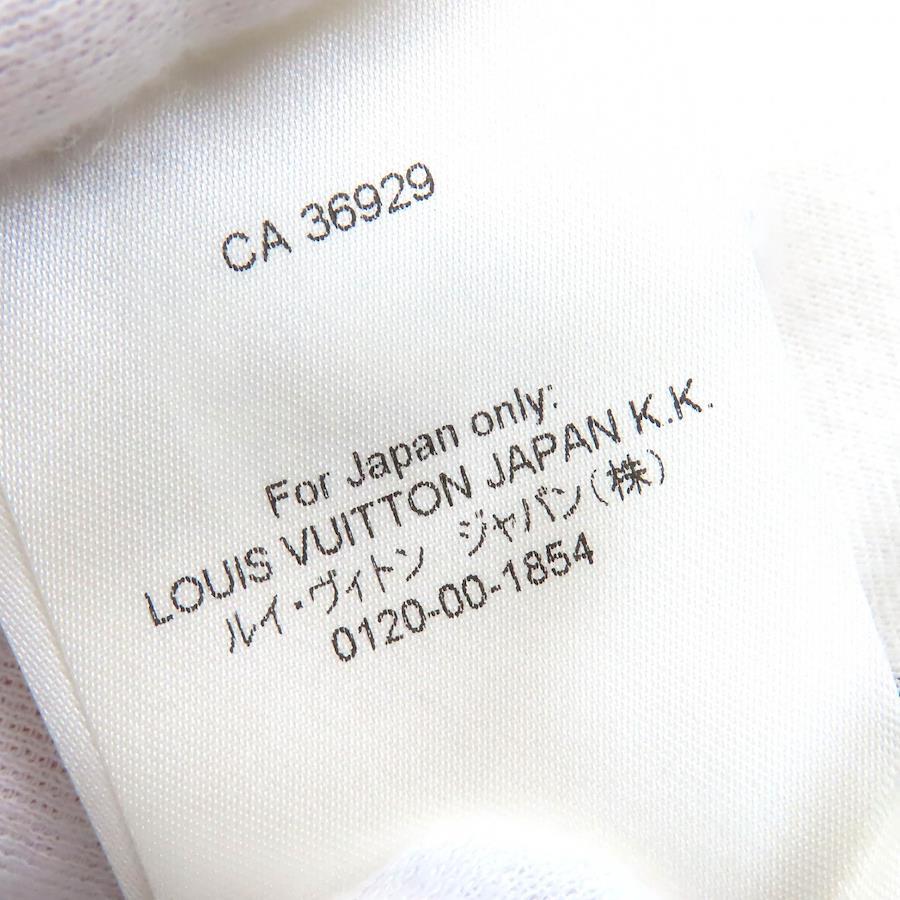 CA 36929
For Japan only:
LOUIS VUITTON JAPAN K.K.
ルイ・ヴィトン　ジャパン（株）
0120-00-1854